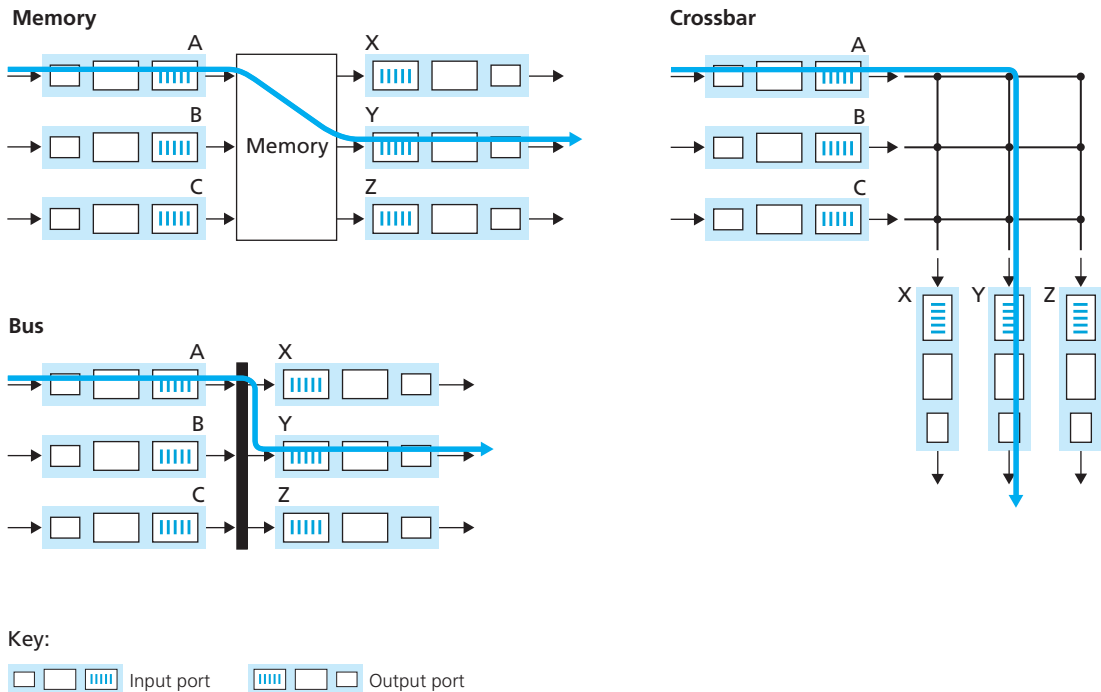 Memory
A
B
C
Memory
X
Y
Z
Crossbar
A
B
C
X
Y
Z
Bus
A
B
C
X
Y
Z
Key:
Input port
Output port